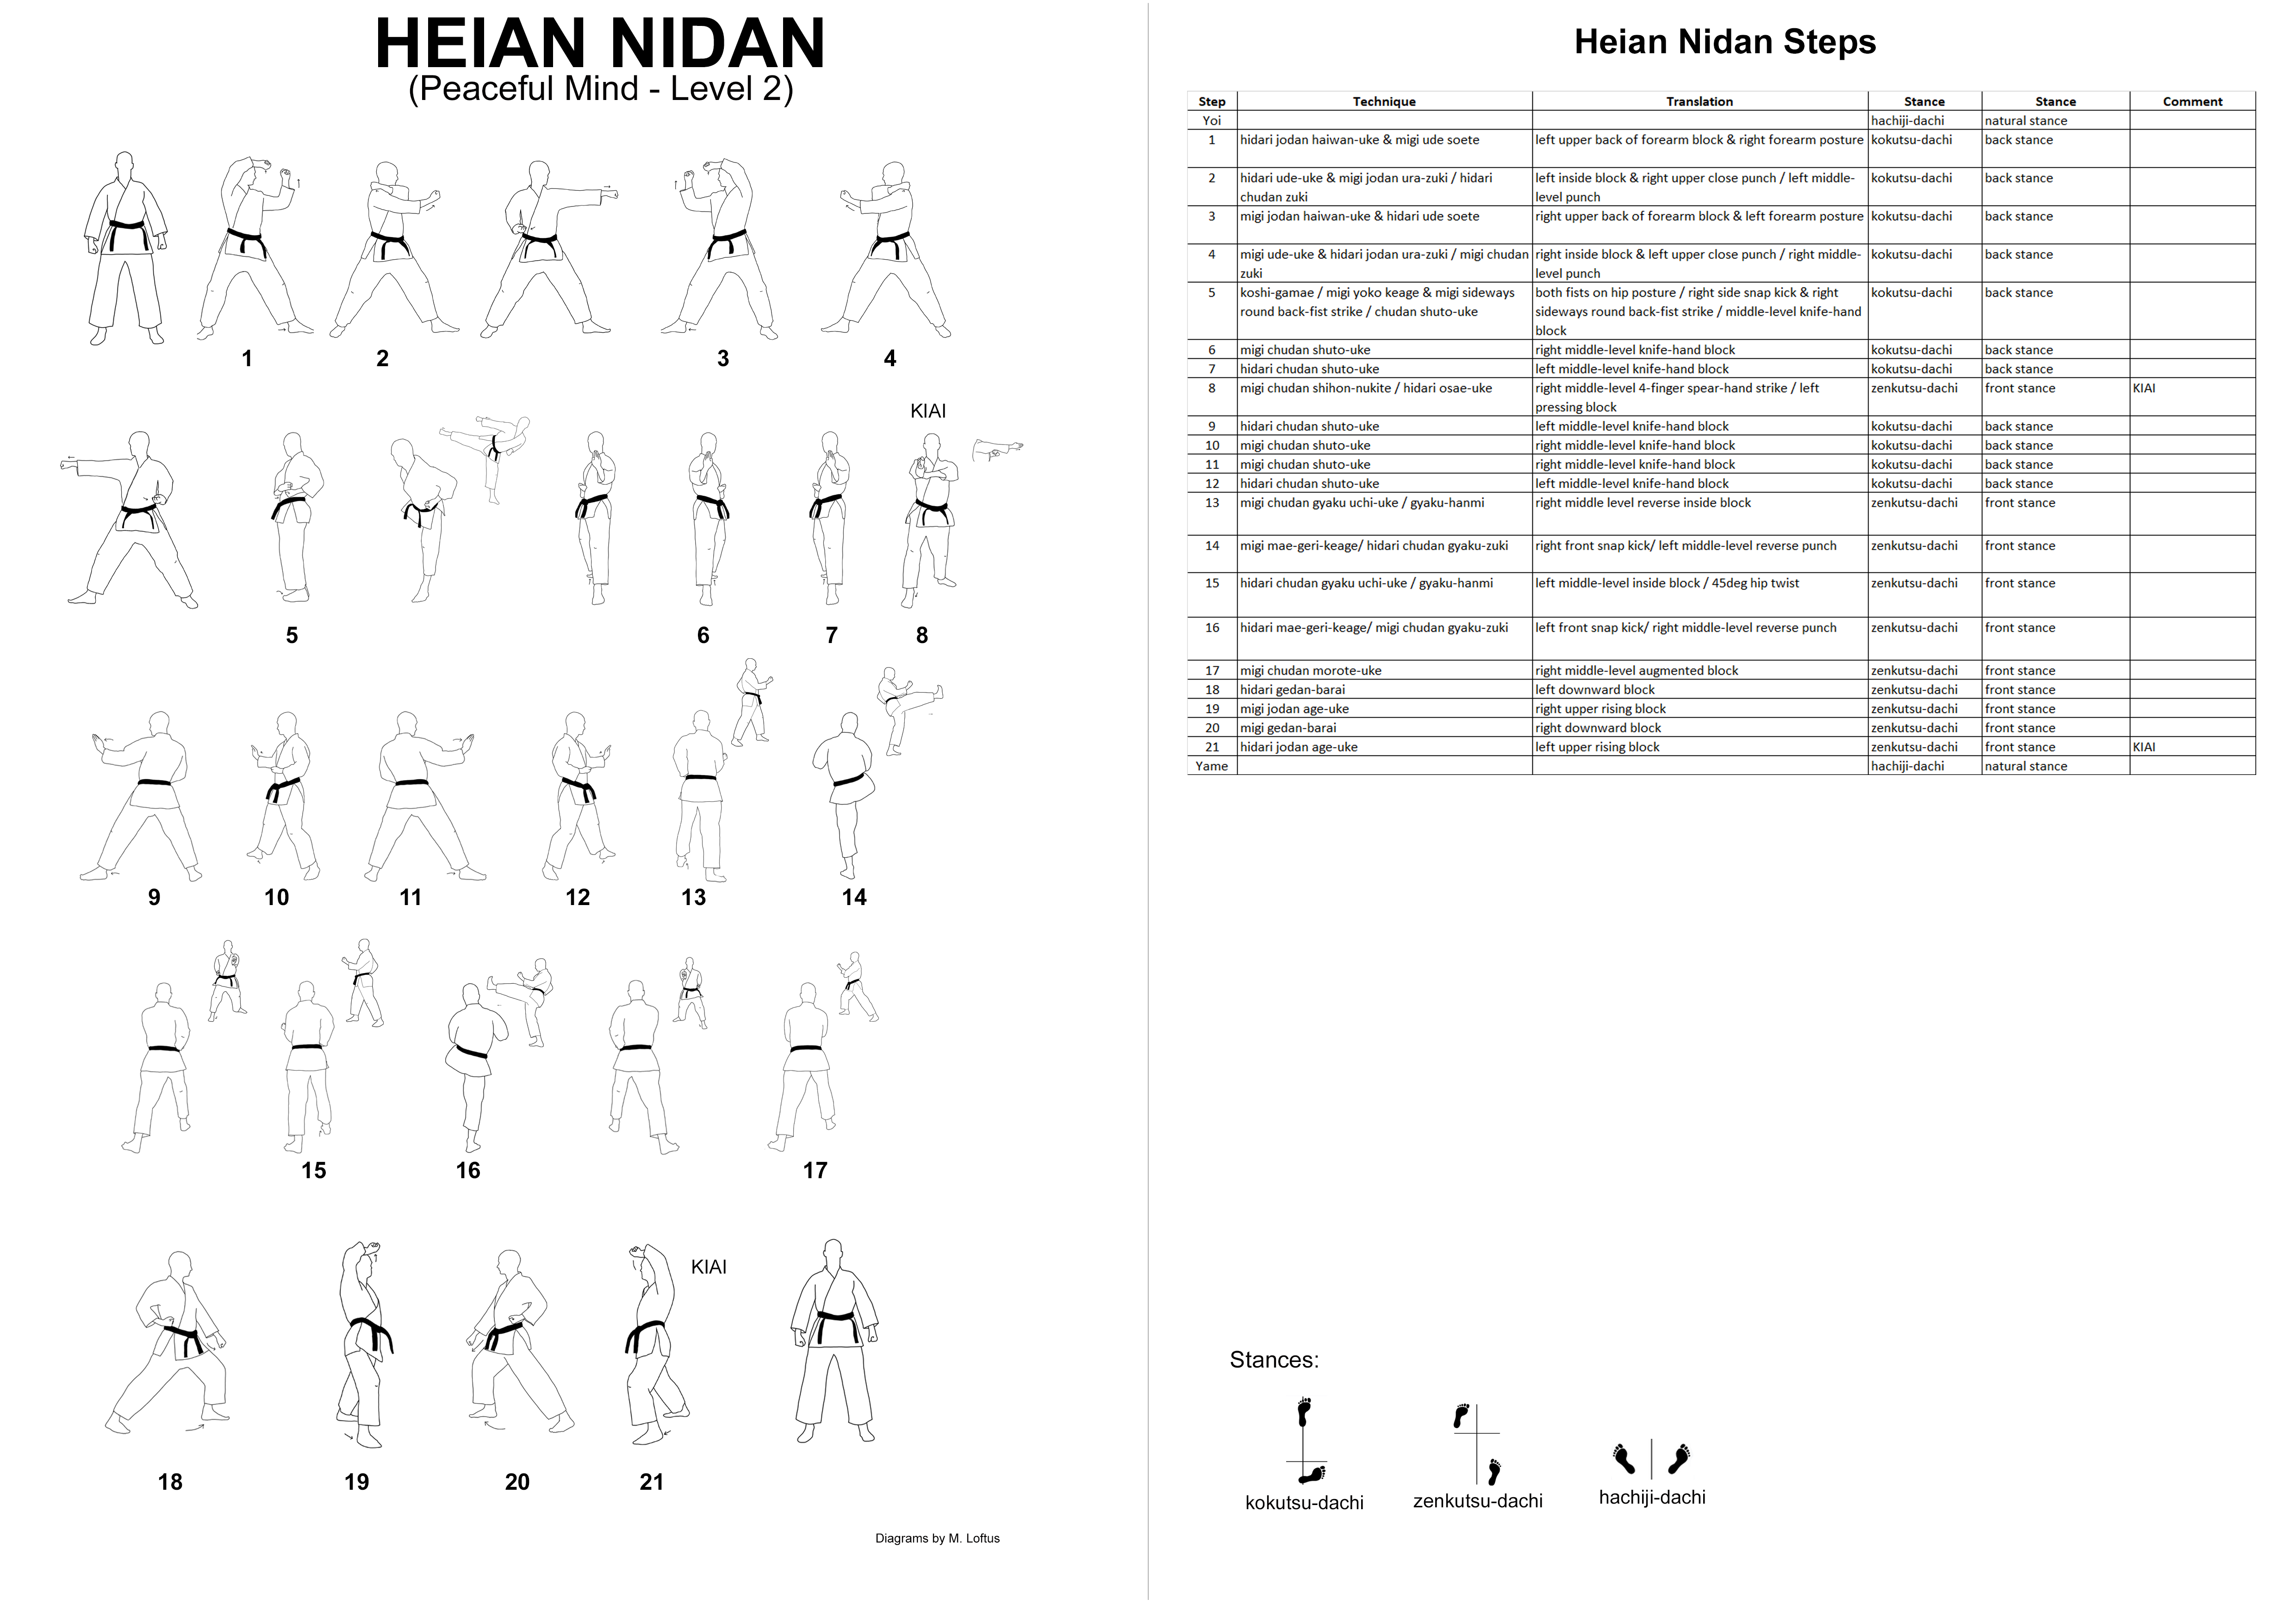 HEIAN NIDAN
(Peaceful Mind - Level 2)
1 2 3 4
KIAI
5 6 7 8
9 10 11 12 13 14
15 16 17
KIAI
18 19 20 21
Diagrams by M. Loftus
Heian Nidan Steps
Step Technique Translation Stance Stance Comment
Yoi hachiji-dachi natural stance
1 hidari jodan haiwan-uke & migi ude soete left upper back of forearm block & right forearm posture kokutsu-dachi back stance
2 hidari ude-uke & migi jodan ura-zuki / hidari left inside block & right upper close punch / left middle- kokutsu-dachi back stance
chudan zuki level punch
3 migi jodan haiwan-uke & hidari ude soete right upper back of forearm block & left forearm posture kokutsu-dachi back stance
4 migi ude-uke & hidari jodan ura-zuki / migi chudan right inside block & left upper close punch / right middle- kokutsu-dachi back stance
zuki level punch
5 koshi-gamae / migi yoko keage & migi sideways both fists on hip posture / right side snap kick & right kokutsu-dachi back stance
round back-fist strike / chudan shuto-uke sideways round back-fist strike / middle-level knife-hand
block
6 migi chudan shuto-uke right middle-level knife-hand block kokutsu-dachi back stance
7 hidari chudan shuto-uke left middle-level knife-hand block kokutsu-dachi back stance
8 migi chudan shihon-nukite / hidari osae-uke right middle-level 4-finger spear-hand strike / left zenkutsu-dachi front stance KIAI
pressing block
9 hidari chudan shuto-uke left middle-level knife-hand block kokutsu-dachi back stance
10 migi chudan shuto-uke right middle-level knife-hand block kokutsu-dachi back stance
11 migi chudan shuto-uke right middle-level knife-hand block kokutsu-dachi back stance
12 hidari chudan shuto-uke left middle-level knife-hand block kokutsu-dachi back stance
13 migi chudan gyaku uchi-uke / gyaku-hanmi right middle level reverse inside block zenkutsu-dachi front stance
14 migi mae-geri-keage/ hidari chudan gyaku-zuki right front snap kick/ left middle-level reverse punch zenkutsu-dachi front stance
15 hidari chudan gyaku uchi-uke / gyaku-hanmi left middle-level inside block / 45deg hip twist zenkutsu-dachi front stance
16 hidari mae-geri-keage/ migi chudan gyaku-zuki left front snap kick/ right middle-level reverse punch zenkutsu-dachi front stance
17 migi chudan morote-uke right middle-level augmented block zenkutsu-dachi front stance
18 hidari gedan-barai left downward block zenkutsu-dachi front stance
19 migi jodan age-uke right upper rising block zenkutsu-dachi front stance
20 migi gedan-barai right downward block zenkutsu-dachi front stance
21 hidari jodan age-uke left upper rising block zenkutsu-dachi front stance KIAI
Yame hachiji-dachi natural stance
Stances:
kokutsu-dachi zenkutsu-dachi hachiji-dachi